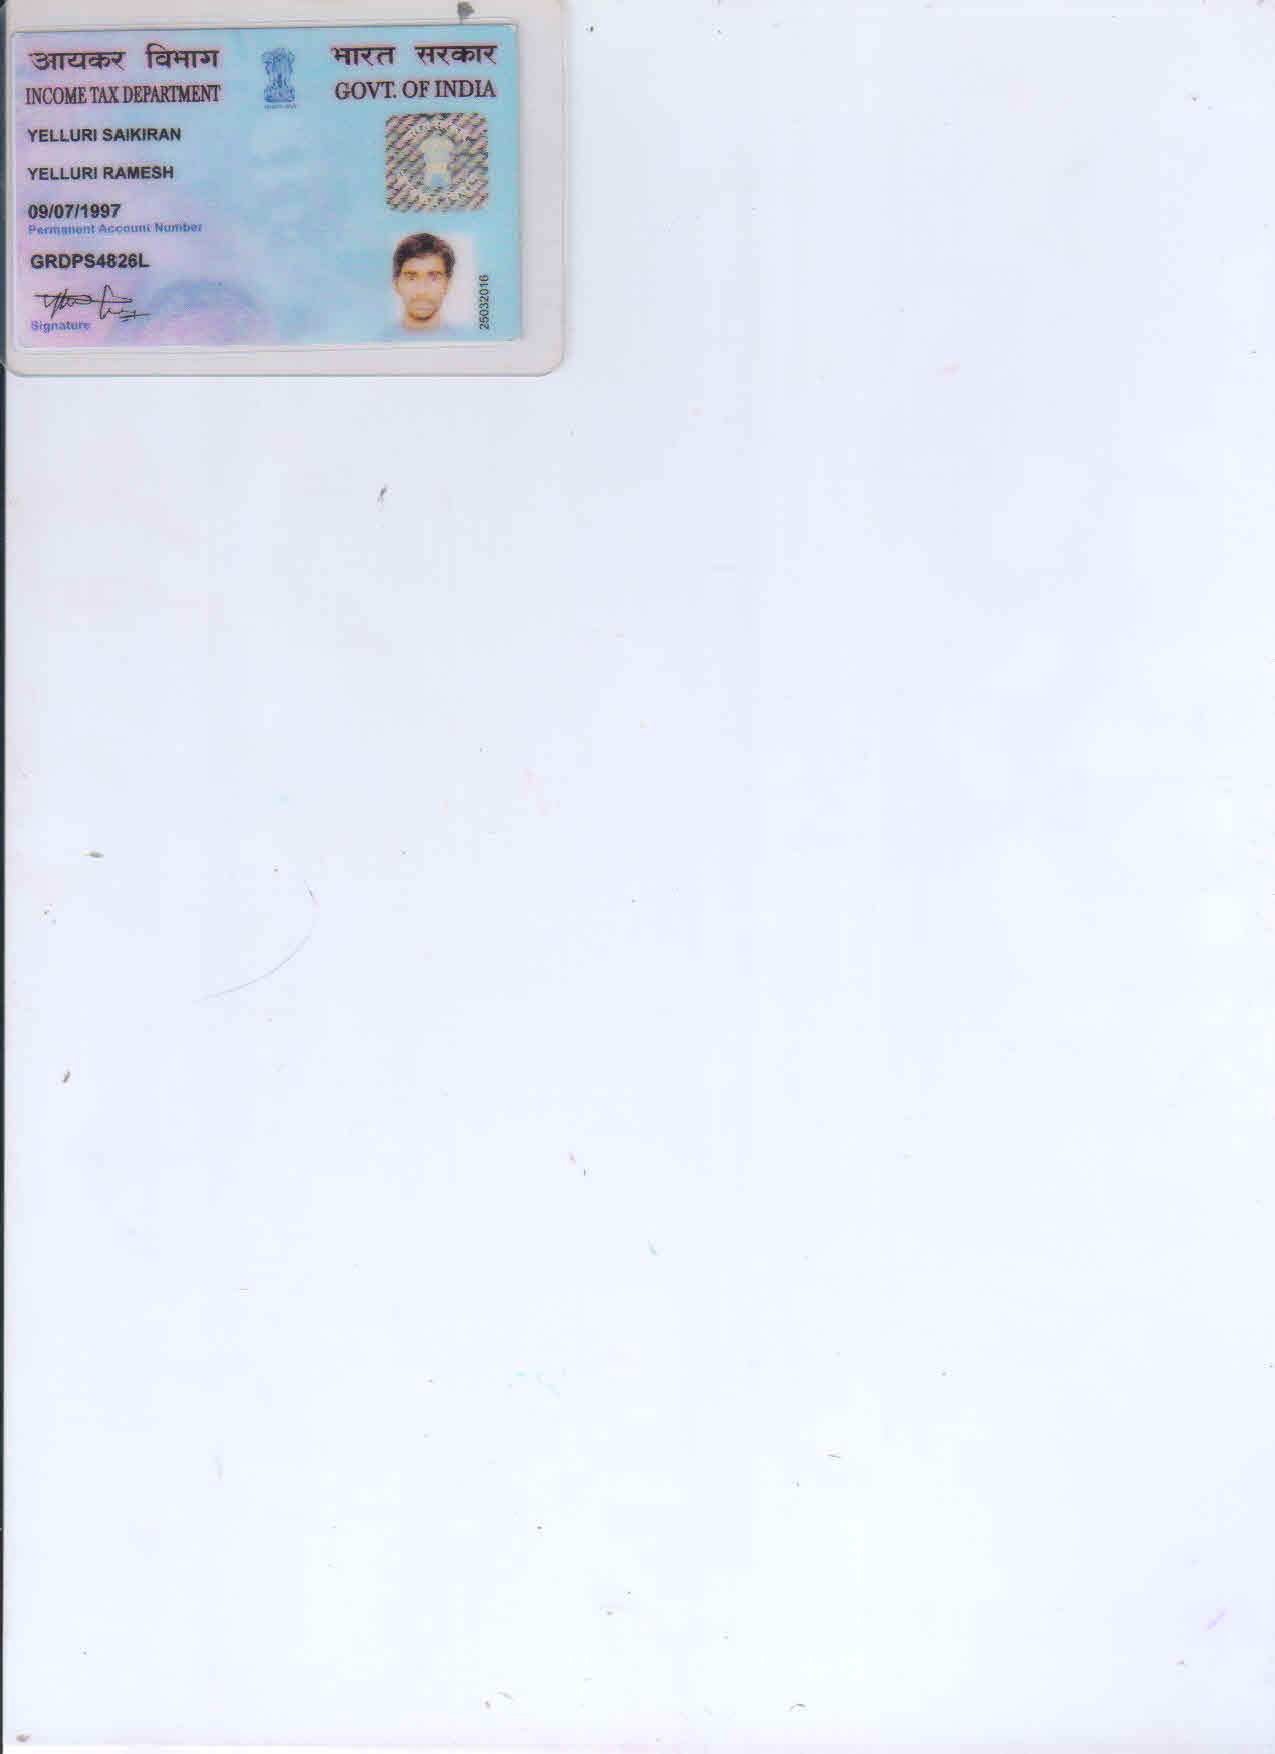 आयकर विभाग
INCOME TAX DEPARTMENT
भारत सरकार
GOVT. OF INDIA
YELLURI SAIKIRAN
YELLURI RAMESH
09/07/1997
Permanent Account Number
GRDPS4826L
Signature
25032016